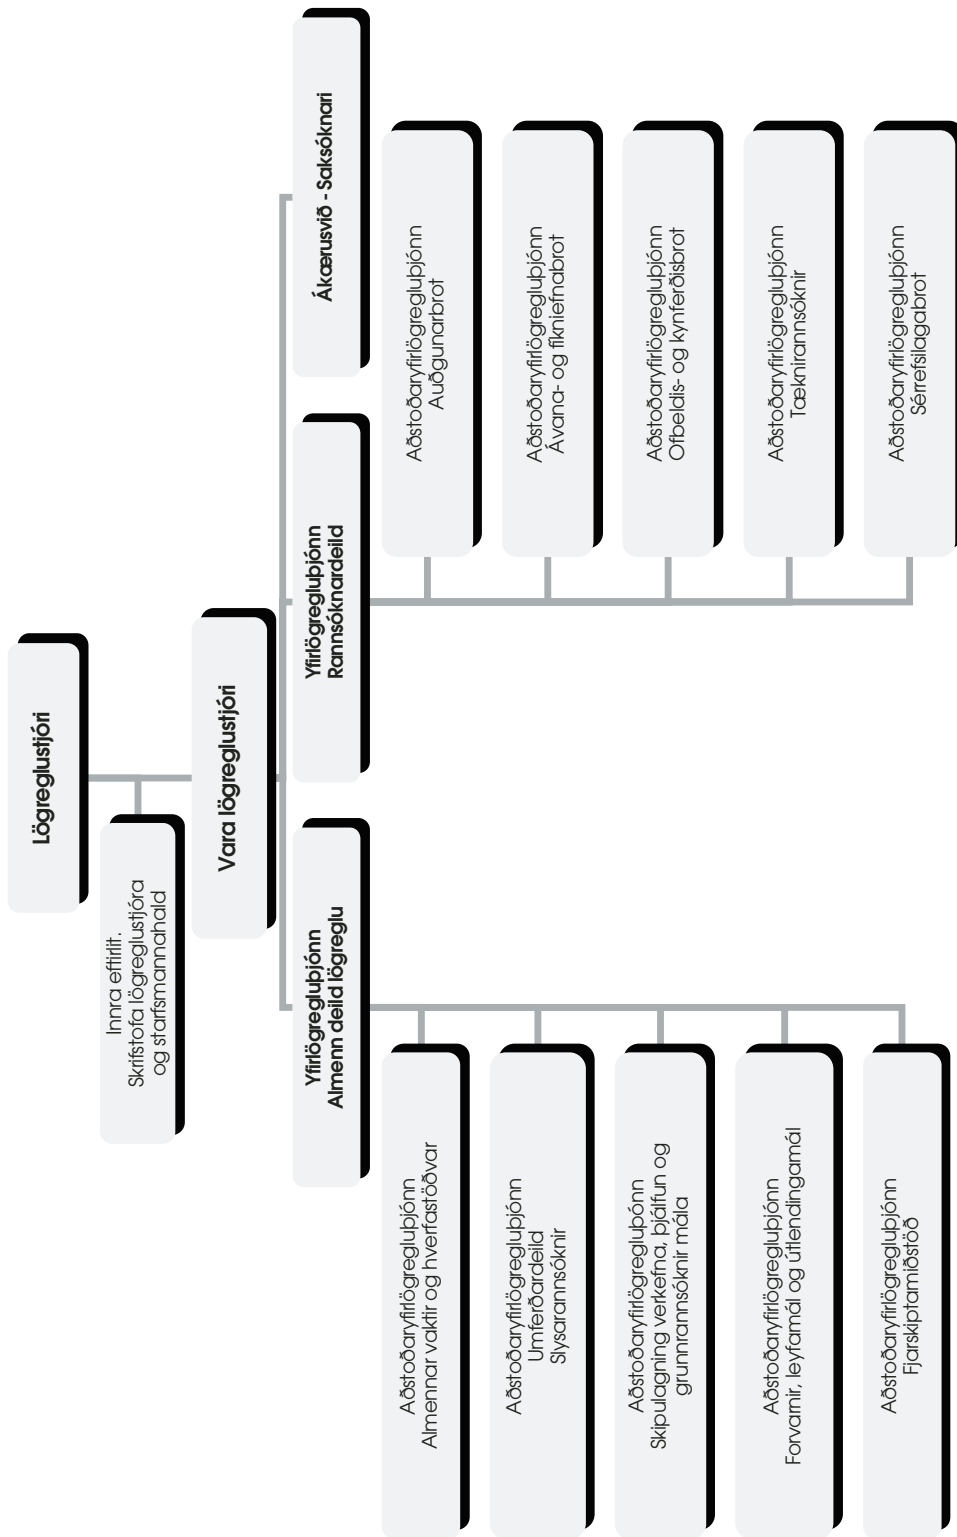 Lögreglustjóri
Innra eftirlit.
Skrifstofa lögreglustjóra
og starfsmannahald
Vara lögreglustjóri
Yfirlögregluþjónn
Almenn deild lögreglu
Yfirlögregluþjónn
Rannsóknardeild
Ákærusvið - Saksóknari
Aðstoðaryfirlögregluþjónn
Almennar vaktir og hverfastöðvar
Aðstoðaryfirlögregluþjónn
Umferðardeild
Slysarannsóknir
Aðstoðaryfirlögregluþónn
Skipulagning verkefna, þjálfun og
grunnrannsóknir mála
Aðstoðaryfirlögregluþjónn
Forvarnir, leyfamál og útlendingamál
Aðstoðaryfirlögregluþjónn
Fjarskiptamiðstöð
Aðstoðaryfirlögregluþjónn
Auðgunarbrot
Aðstoðaryfirlögregluþjónn
Ávana- og fíkniefnabrot
Aðstoðaryfirlögregluþjónn
Ofbeldis- og kynferðisbrot
Aðstoðaryfirlögregluþjónn
Tæknirannsóknir
Aðstoðaryfirlögregluþjónn
Sérrefsilagabrot